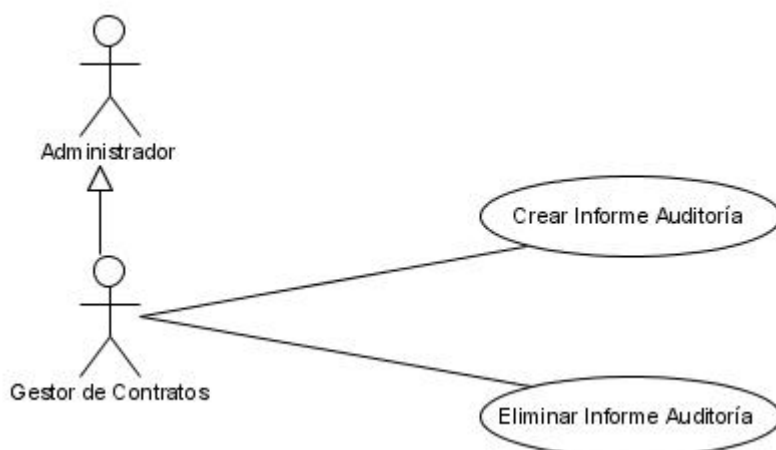 Administrador
Crear Informe Auditoría
Gestor de Contratos
Eliminar Informe Auditoría